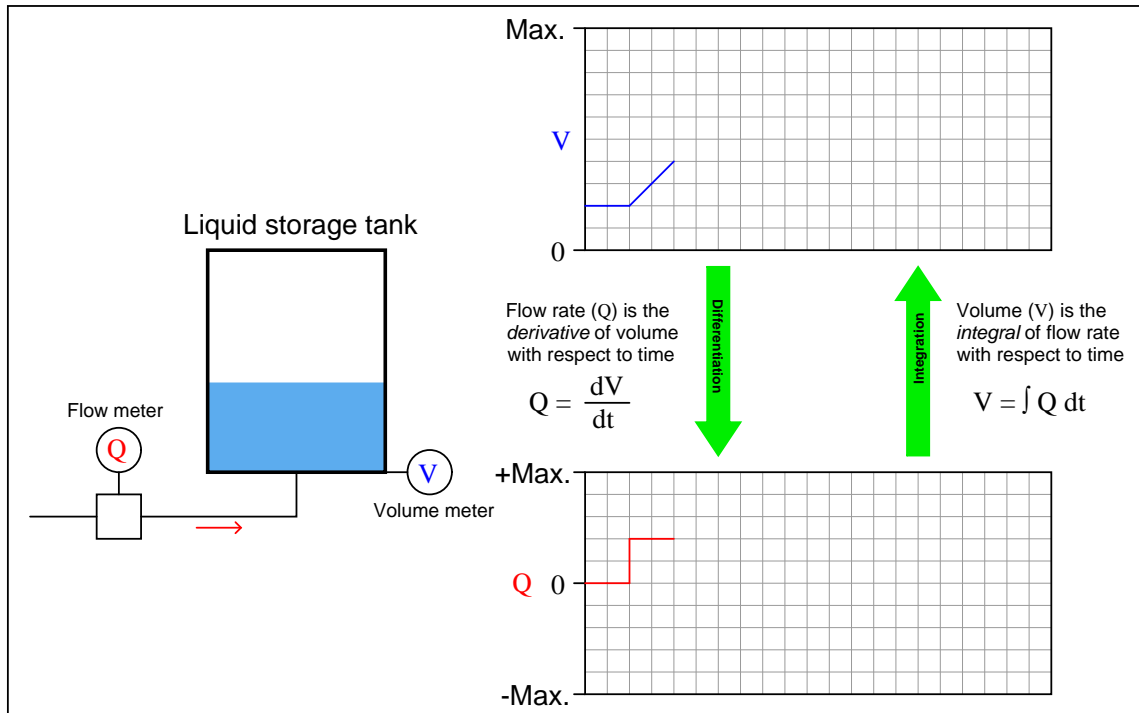 Max.
V
0
Liquid storage tank
Flow meter
Q
V
Volume meter
Flow rate (Q) is the
derivative of volume
with respect to time
Q = dV
dt
Differentiation
Integration
Volume (V) is the
integral of flow rate
with respect to time
V = ∫ Q dt
+Max.
Q 0
-Max.